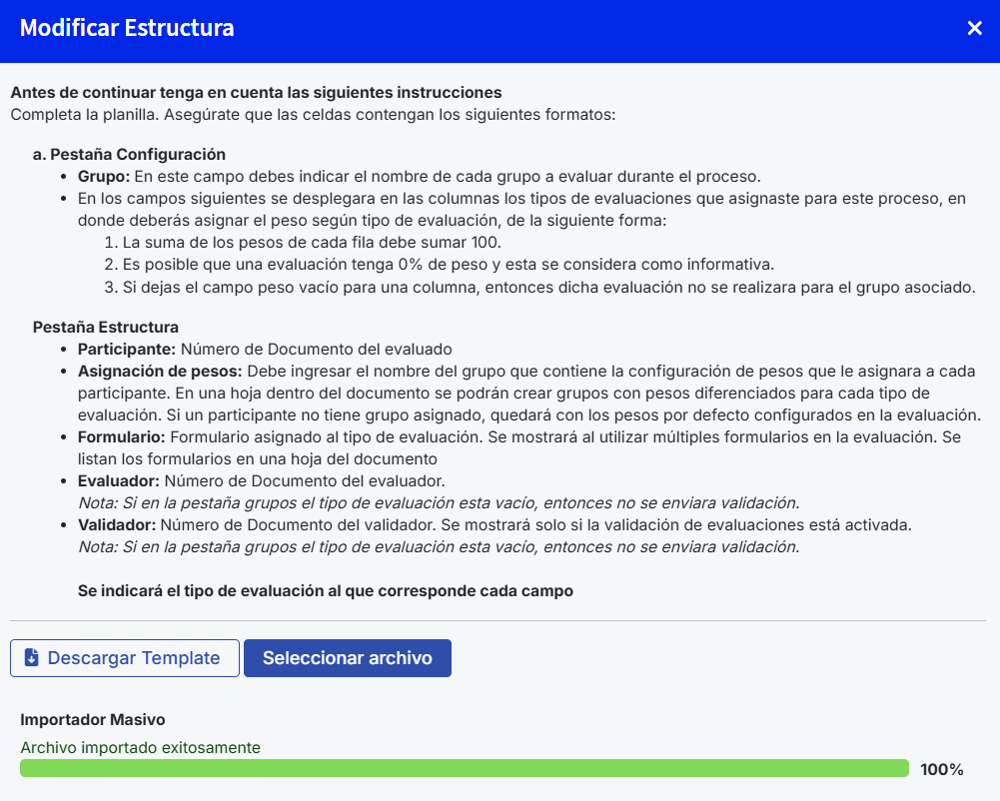 Modificar Estructura
Antes de continuar tenga en cuenta las siguientes instrucciones
Completa la planilla. Asegúrate que las celdas contengan los siguientes formatos:
a. Pestaña Configuración
• Grupo: En este campo debes indicar el nombre de cada grupo a evaluar durante el proceso.
• En los campos siguientes se desplegara en las columnas los tipos de evaluaciones que asignaste para este proceso, en
donde deberás asignar el peso según tipo de evaluación, de la siguiente forma:
1. La suma de los pesos de cada fila debe sumar 100.
2. Es posible que una evaluación tenga 0% de peso y esta se considera como informativa.
3. Si dejas el campo peso vacío para una columna, entonces dicha evaluación no se realizara para el grupo asociado.
Pestaña Estructura
• Participante: Número de Documento del evaluado
• Asignación de pesos: Debe ingresar el nombre del grupo que contiene la configuración de pesos que le asignara a cada
participante. En una hoja dentro del documento se podrán crear grupos con pesos diferenciados para cada tipo de
evaluación. Si un participante no tiene grupo asignado, quedará con los pesos por defecto configurados en la evaluación.
• Formulario: Formulario asignado al tipo de evaluación. Se mostrará al utilizar múltiples formularios en la evaluación. Se
listan los formularios en una hoja del documento
• Evaluador: Número de Documento del evaluador.
Nota: Si en la pestaña grupos el tipo de evaluación esta vacío, entonces no se enviara validación.
• Validador: Número de Documento del validador. Se mostrará solo si la validación de evaluaciones está activada.
Nota: Si en la pestaña grupos el tipo de evaluación esta vacío, entonces no se enviara validación.
Se indicará el tipo de evaluación al que corresponde cada campo
Descargar Template
Seleccionar archivo
Importador Masivo
Archivo importado exitosamente
100%